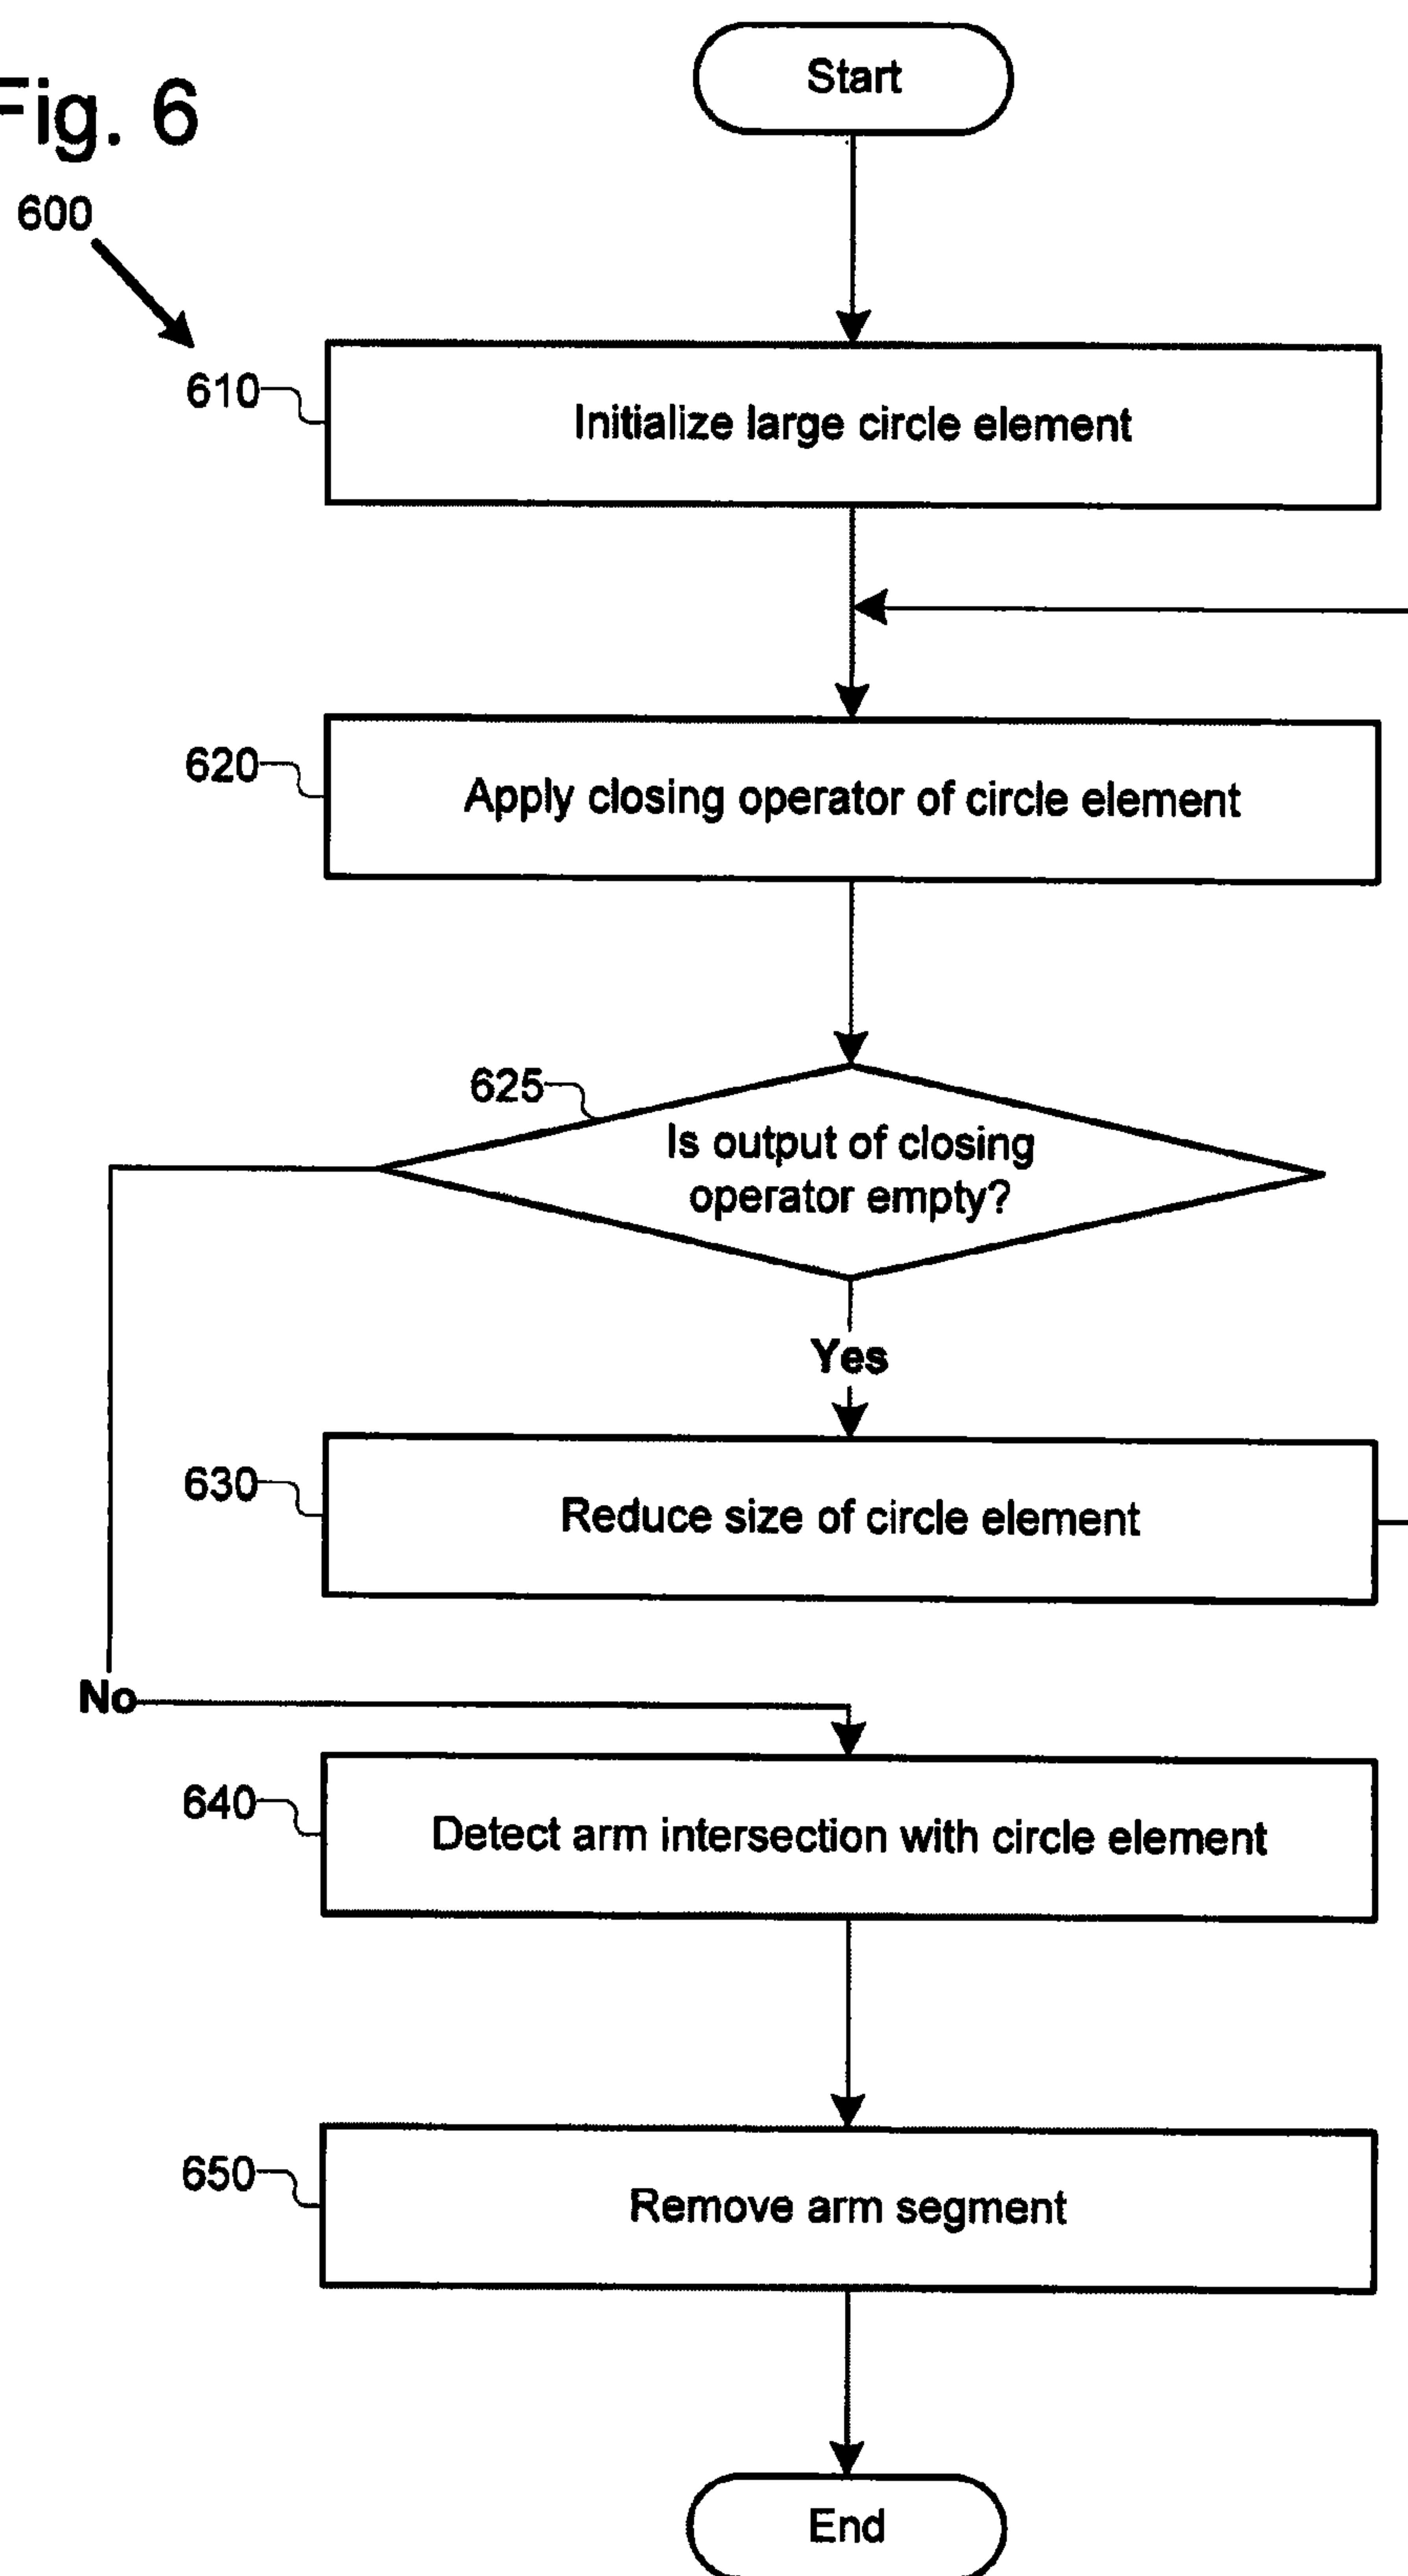 Fig. 6
Start
600
610
Initialize large circle element
620
Apply closing operator of circle element
625
Is output of closing
operator empty?
Yes
630
Reduce size of circle element
No
640
Detect arm intersection with circle element
650
Remove arm segment
End